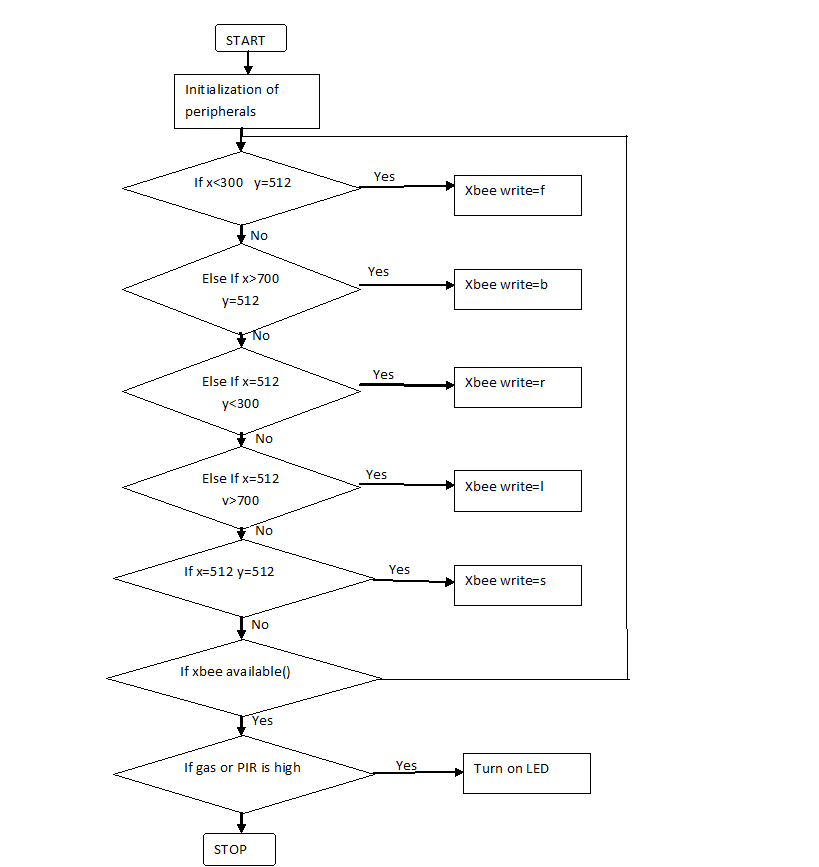 START
Initialization of
peripherals
If x<300 y=512
Yes
Xbee write=f
No
Else If x>700
y=512
Yes
Xbee write=b
No
Else If x=512
y<300
Yes
Xbee write=r
No
Else If x=512
v>700
Yes
Xbee write=l
No
If x=512 y=512
Yes
Xbee write=s
No
If xbee available()
Yes
If gas or PIR is high
Yes
Turn on LED
STOP